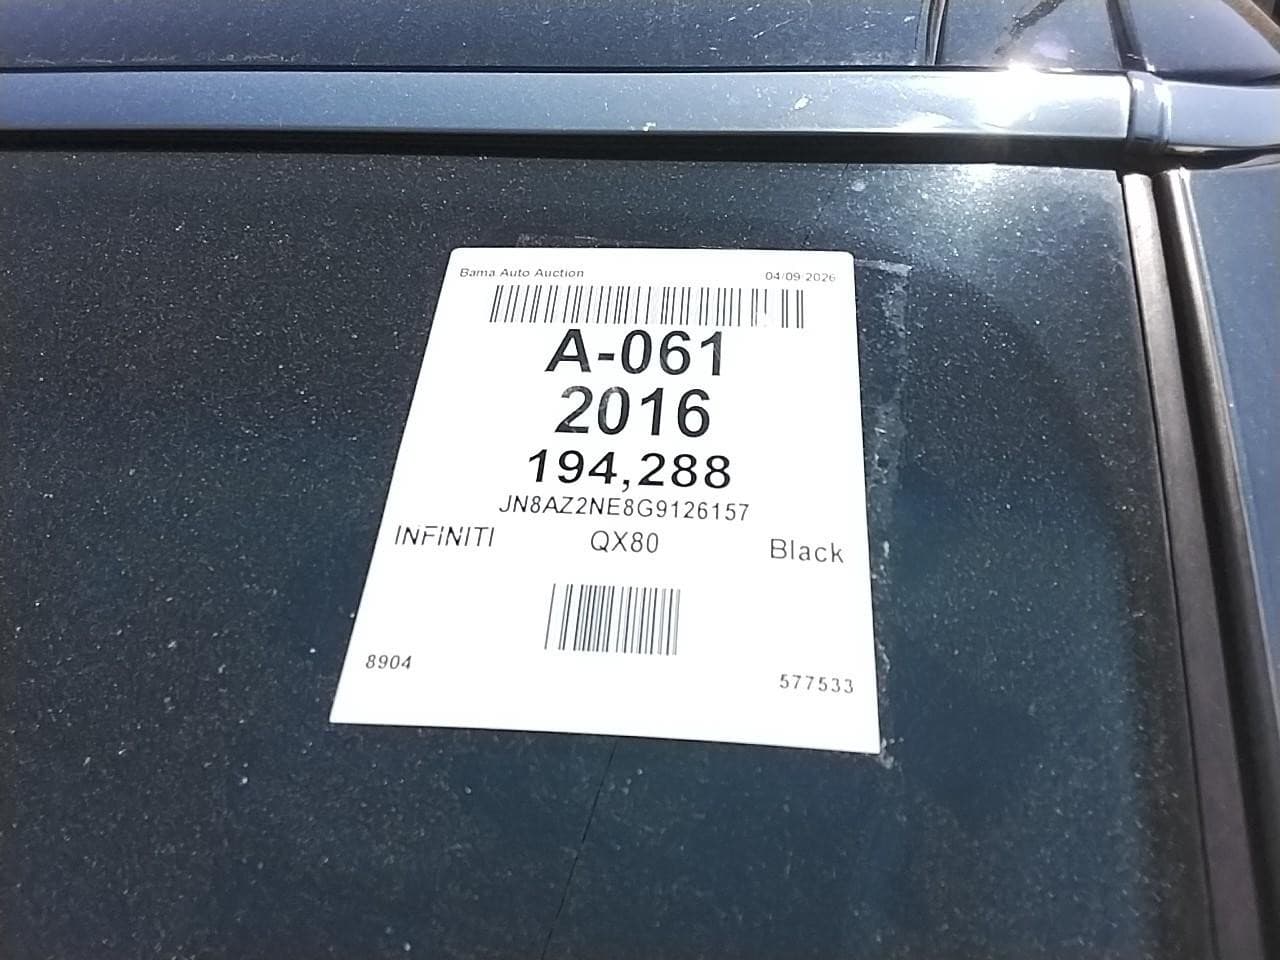 Bama Auto Auction 04/09/2026
A-061
2016
194,288
JN8AZ2NE8G9126157
INFINITI QX80 Black
8904 577533